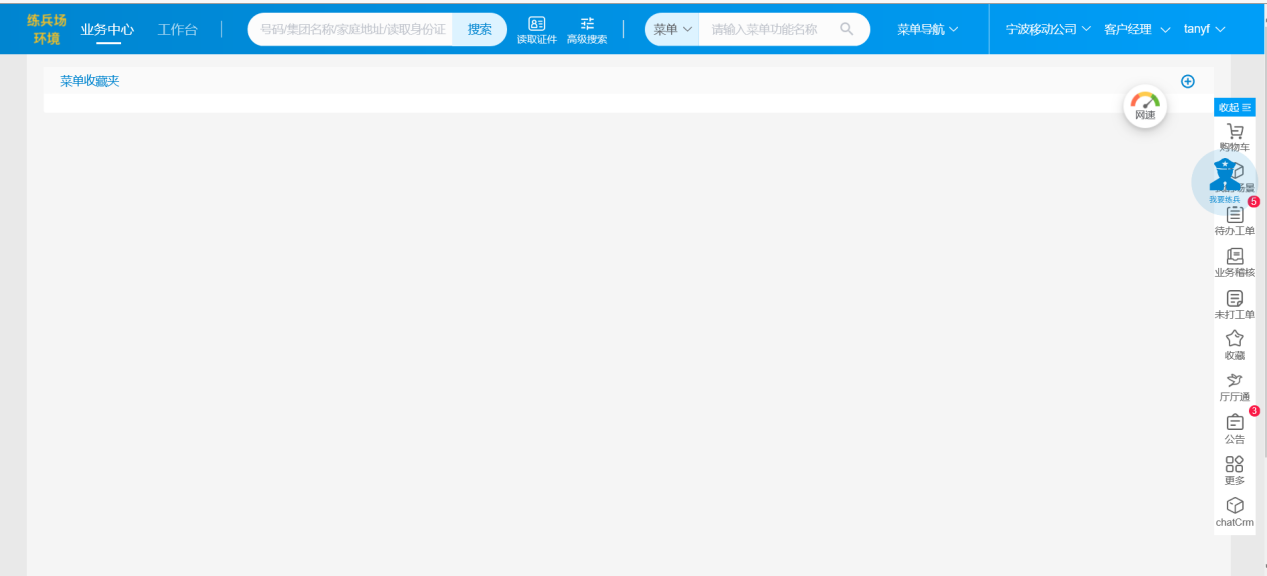 练兵场
环境
业务中心
工作台
号码/集团名称/家庭地址/读取身份证
搜索
读取证件
高级搜索
菜单
请输入菜单功能名称
菜单导航
宁波移动公司
客户经理
tanyf
菜单收藏夹
网速
收起
购物车
我要练兵
5
待办工单
业务稽核
未打工单
收藏
厅厅通
3
公告
更多
chatCrm